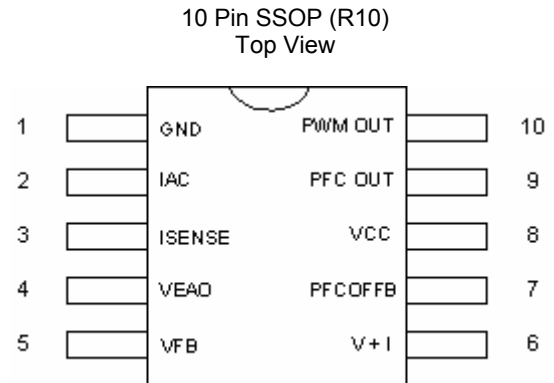 10 Pin SSOP (R10)
Top View
1 GND PWM OUT 10
2 IAC PFC OUT 9
3 ISENSE VCC 8
4 VEAO PFCOFFB 7
5 VFB V + I 6